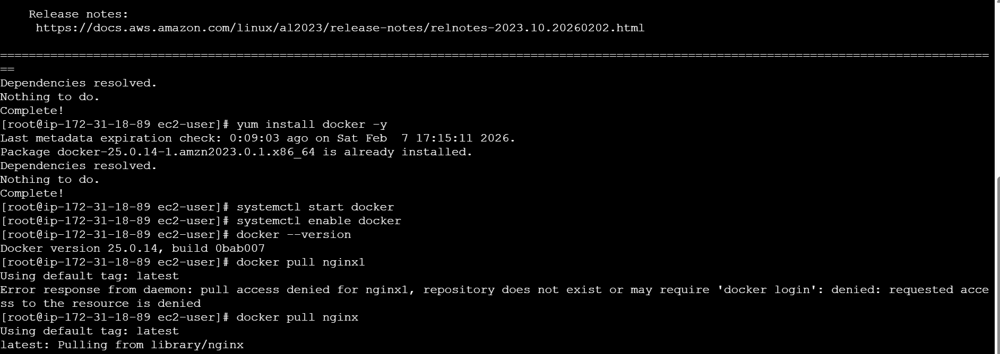 Release notes:
https://docs.aws.amazon.com/linux/al2023/release-notes/relnotes-2023.10.20260202.html
==========================================================================================================================================
==
Dependencies resolved.
Nothing to do.
Complete!
[root@ip-172-31-18-89 ec2-user]# yum install docker -y
Last metadata expiration check: 0:09:03 ago on Sat Feb  7 17:15:11 2026.
Package docker-25.0.14-1.amzn2023.0.1.x86_64 is already installed.
Dependencies resolved.
Nothing to do.
Complete!
[root@ip-172-31-18-89 ec2-user]# systemctl start docker
[root@ip-172-31-18-89 ec2-user]# systemctl enable docker
[root@ip-172-31-18-89 ec2-user]# docker --version
Docker version 25.0.14, build 0bab007
[root@ip-172-31-18-89 ec2-user]# docker pull nginx1
Using default tag: latest
Error response from daemon: pull access denied for nginx1, repository does not exist or may require 'docker login': denied: requested acce
ss to the resource is denied
[root@ip-172-31-18-89 ec2-user]# docker pull nginx
Using default tag: latest
latest: Pulling from library/nginx